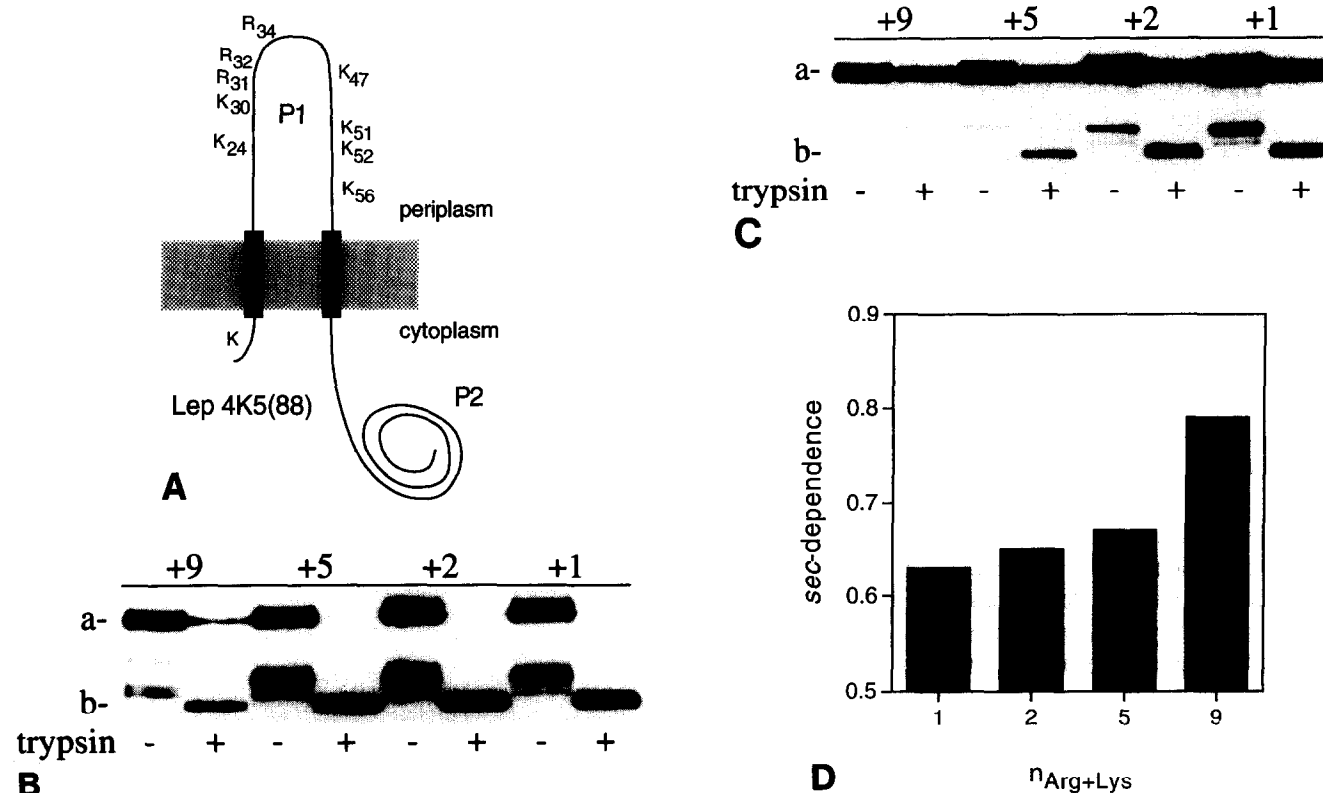 R34
R32
R31
K30
K24
P1
K47
K51
K52
K56
periplasm
cytoplasm
K
Lep 4K5(88)
P2
A
+9 +5 +2 +1
a-
b-
trypsin - + - + - + - +
B
+9 +5 +2 +1
a-
b-
trypsin - + - + - + - +
C
0.9
0.8
0.7
0.6
0.5
sec-dependence
1 2 5 9
nArg+Lys
D